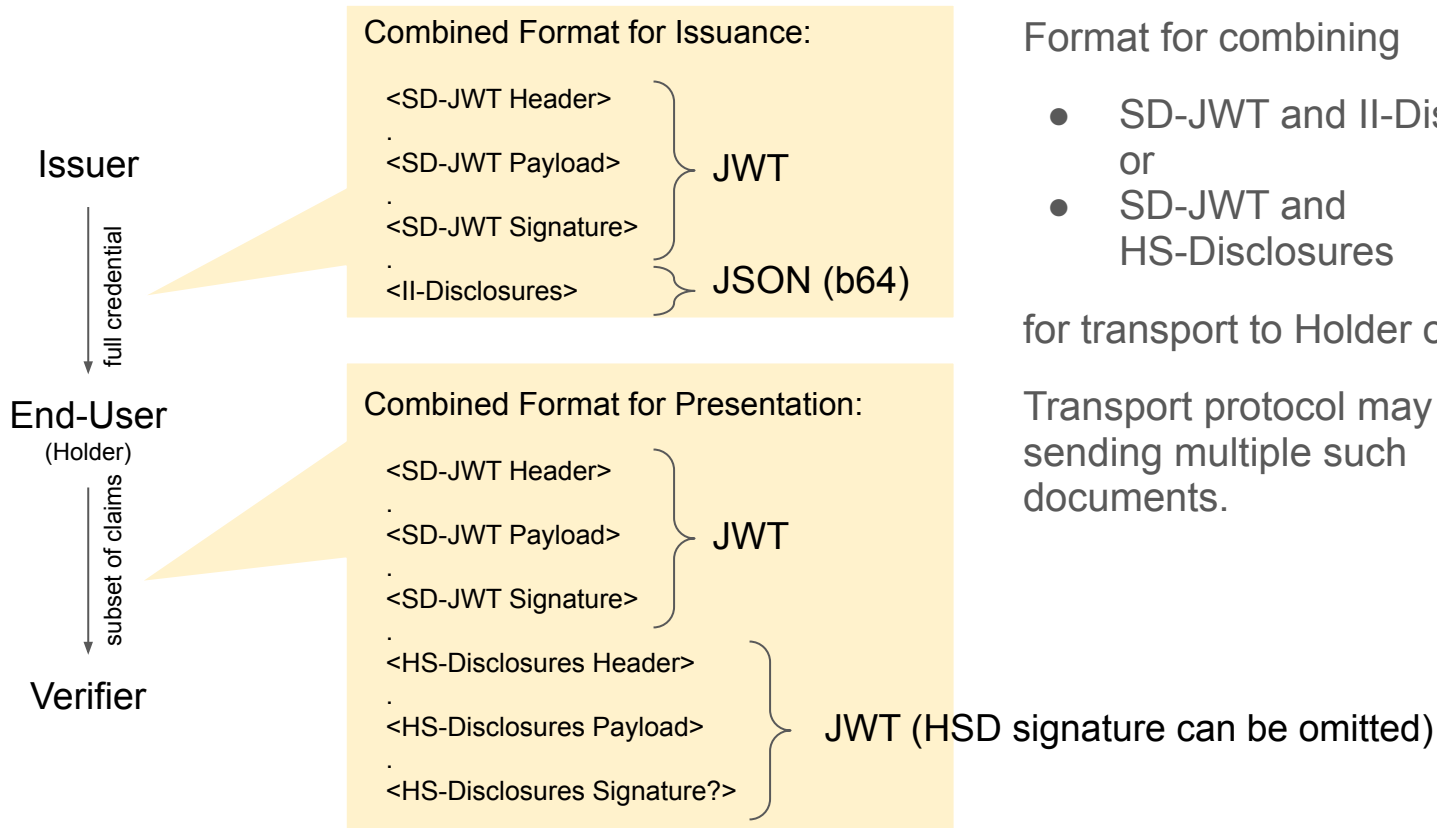 Issuer
full credential
End-User
(Holder)
subset of claims
Verifier
Combined Format for Issuance:
<SD-JWT Header>
.
<SD-JWT Payload>
.
<SD-JWT Signature>
.
<II-Disclosures>
JWT
JSON (b64)
Combined Format for Presentation:
<SD-JWT Header>
.
<SD-JWT Payload>
.
<SD-JWT Signature>
.
<HS-Disclosures Header>
.
<HS-Disclosures Payload>
.
<HS-Disclosures Signature?>
JWT
JWT (HSD signature can be omitted)
Format for combining
● SD-JWT and
or
● SD-JWT and
HS-Disclosures
for transport to Holder
Transport protocol may
sending multiple such
documents.